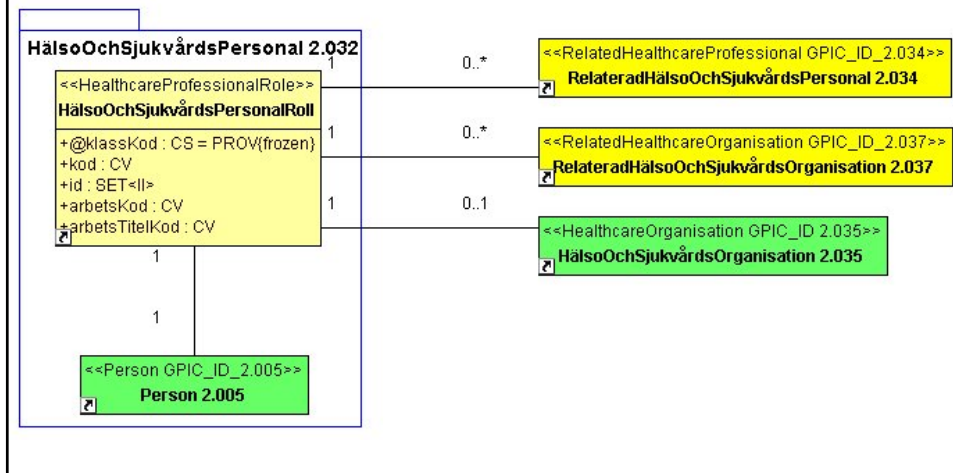 HälsoOchSjukvårdsPersonal 2.032
<<HealthcareProfessionalRole>>
HälsoOchSjukvårdsPersonalRoll
+@klassKod : CS = PROV{frozen}
+kod : CV
+id : SET<II>
+arbetsKod : CV
+arbetsTitelKod : CV
1
0..*
<<RelatedHealthcareProfessional GPIC_ID_2.034>>
RelateradHälsoOchSjukvårdsPersonal 2.034
1
0..*
<<RelatedHealthcareOrganisation GPIC_ID_2.037>>
RelateradHälsoOchSjukvårdsOrganisation 2.037
1
0..1
<<HealthcareOrganisation GPIC_ID 2.035>>
HälsoOchSjukvårdsOrganisation 2.035
1
1
<<Person GPIC_ID_2.005>>
Person 2.005